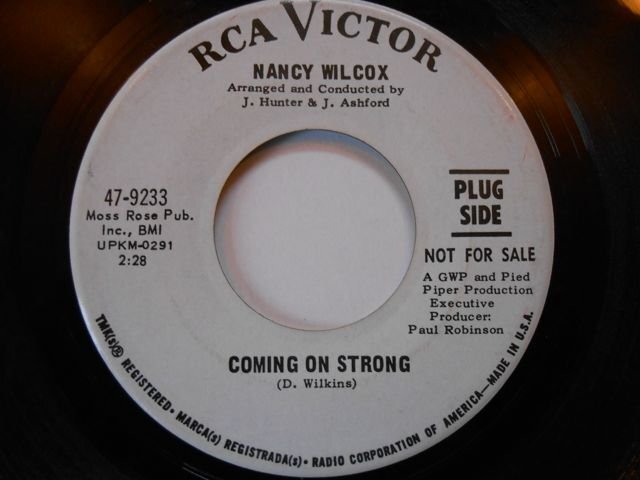 RCA VICTOR
NANCY WILCOX
Arranged and Conducted by
J. Hunter & J. Ashford
47-9233
Moss Rose Pub.
Inc., BMI
UPKM-0291
2:28
PLUG
SIDE
NOT FOR SALE
A GWP and Pied
Piper Production
Executive
Producer:
Paul Robinson
COMING ON STRONG
(D. Wilkins)
TMK(s)® REGISTERED • MARCA(s) REGISTRADA(s) • RADIO CORPORATION OF AMERICA—MADE IN U.S.A.